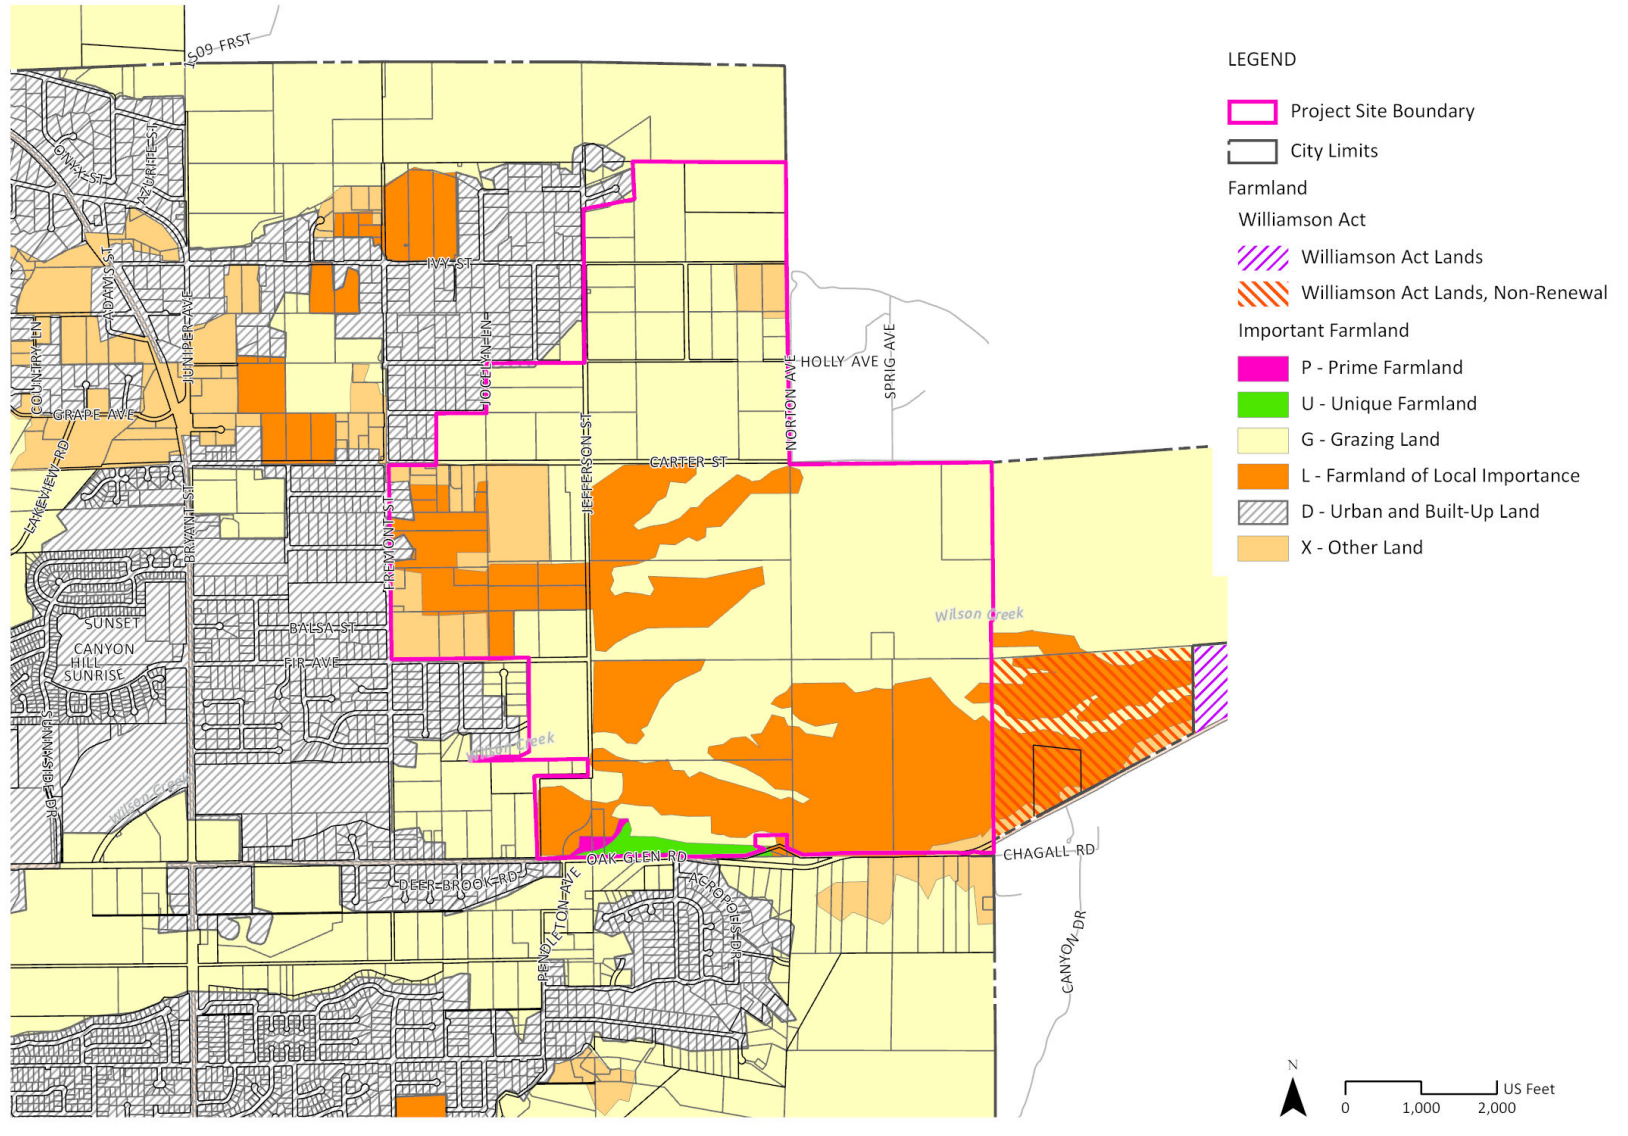 1S09 FRST
LEGEND
Project Site Boundary
City Limits
Farmland
Williamson Act
Williamson Act Lands
Williamson Act Lands, Non-Renewal
Important Farmland
P - Prime Farmland
U - Unique Farmland
G - Grazing Land
L - Farmland of Local Importance
D - Urban and Built-Up Land
X - Other Land
ONYX ST
AZURITE ST
ADAMS ST
IVY ST
JUNIPER AVE
COUNTRY LN
JOCELYN LN
HOLLY AVE
SPRIG AVE
NORTON AVE
GRAPE AVE
LAKEVIEW RD
JEFFERSON ST
CARTER ST
BRYANT ST
FREMONT ST
Wilson Creek
SUNSET
BALSA ST
CANYON
HILL
SUNRISE
FIR AVE
SUNNYSIDE DR
Wilson Creek
Wilson Creek
OAK GLEN RD
CHAGALL RD
DEER BROOK RD
ACROPOLIS DR
PENDLETON AVE
CANYON DR
N
US Feet
0 1,000 2,000